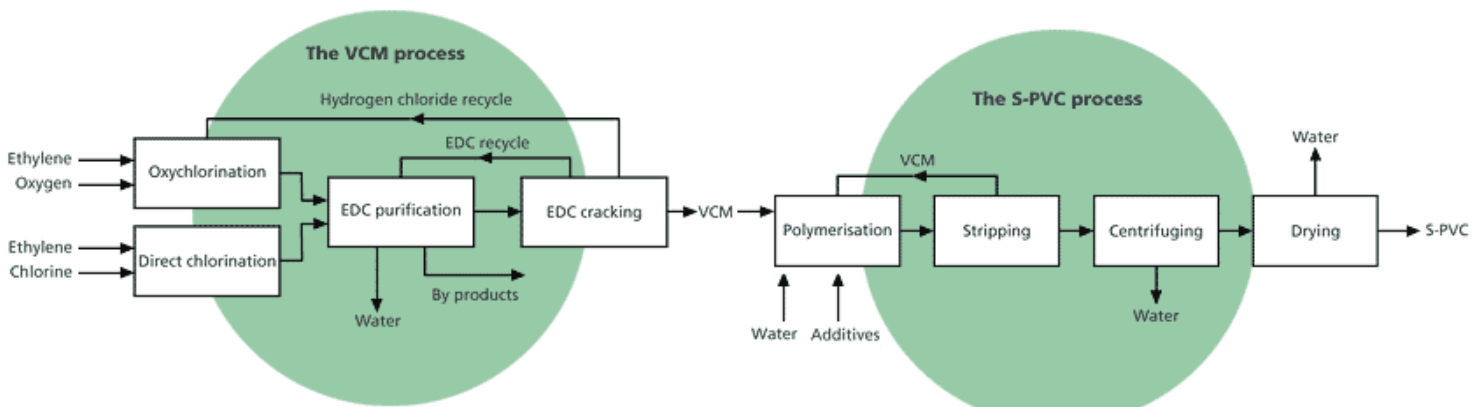 The VCM process
Hydrogen chloride recycle
EDC recycle
Ethylene
Oxygen
Oxychlorination
EDC purification
EDC cracking
VCM
Ethylene
Chlorine
Direct chlorination
By products
Water
The S-PVC process
Water
VCM
Polymerisation
Stripping
Centrifuging
Drying
S-PVC
Water
Water
Additives